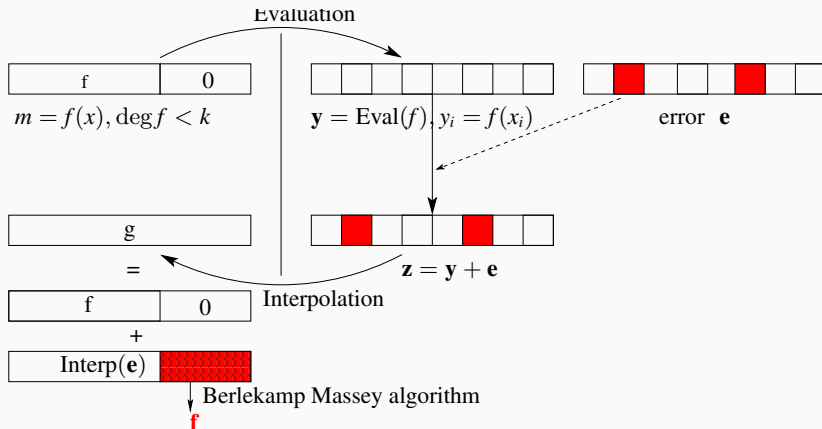 Evaluation
f 0
m = f(x), deg f < k
y = Eval(f), y_i = f(x_i)
error e
g
=
z = y + e
Interpolation
f 0
+
Interp(e)
Berlekamp Massey algorithm
f